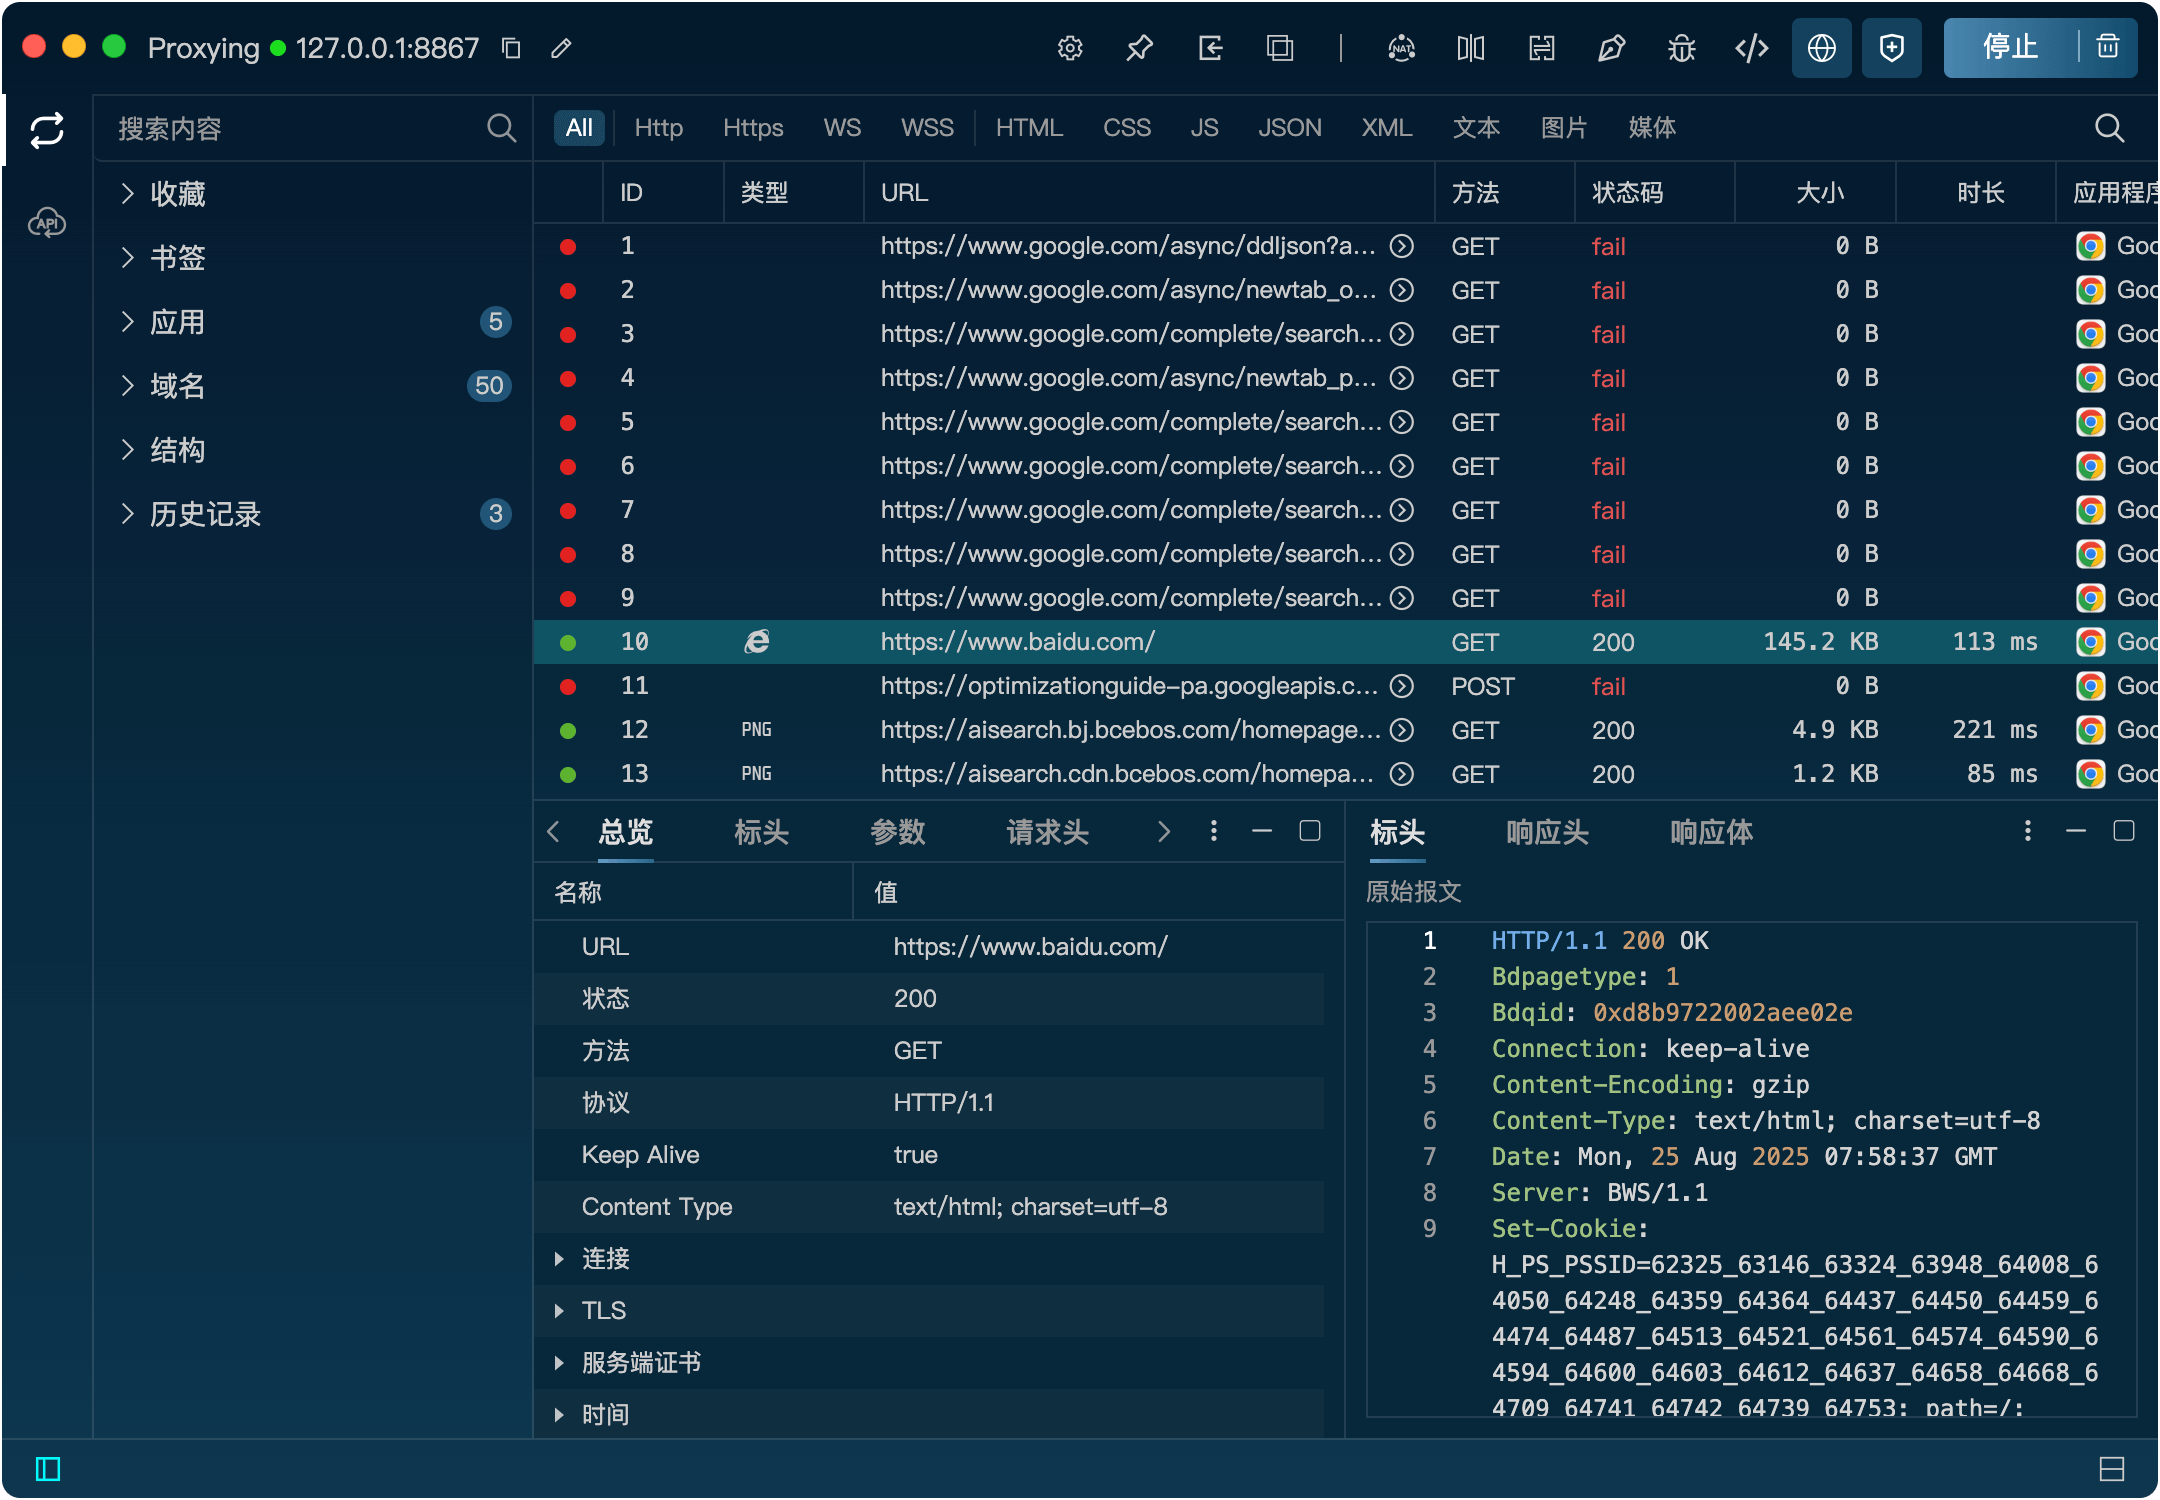 Proxying 127.0.0.1:8867
NAT
停止
搜索内容
All Http Https WS WSS HTML CSS JS JSON XML 文本 图片 媒体
API
收藏
书签
应用 5
域名 50
结构
历史记录 3
ID 类型 URL 方法 状态码 大小 时长 应用程序
1 https://www.google.com/async/ddljson?a... GET fail 0 B Goo
2 https://www.google.com/async/newtab_o... GET fail 0 B Goo
3 https://www.google.com/complete/search... GET fail 0 B Goo
4 https://www.google.com/async/newtab_p... GET fail 0 B Goo
5 https://www.google.com/complete/search... GET fail 0 B Goo
6 https://www.google.com/complete/search... GET fail 0 B Goo
7 https://www.google.com/complete/search... GET fail 0 B Goo
8 https://www.google.com/complete/search... GET fail 0 B Goo
9 https://www.google.com/complete/search... GET fail 0 B Goo
10 https://www.baidu.com/ GET 200 145.2 KB 113 ms Goo
11 https://optimizationguide-pa.googleapis.c... POST fail 0 B Goo
12 PNG https://aisearch.bj.bcebos.com/homepage... GET 200 4.9 KB 221 ms Goo
13 PNG https://aisearch.cdn.bcebos.com/homepa... GET 200 1.2 KB 85 ms Goo
总览 标头 参数 请求头
名称 值
URL https://www.baidu.com/
状态 200
方法 GET
协议 HTTP/1.1
Keep Alive true
Content Type text/html; charset=utf-8
连接
TLS
服务端证书
时间
标头 响应头 响应体
原始报文
1 HTTP/1.1 200 OK
2 Bdpagetype: 1
3 Bdqid: 0xd8b9722002aee02e
4 Connection: keep-alive
5 Content-Encoding: gzip
6 Content-Type: text/html; charset=utf-8
7 Date: Mon, 25 Aug 2025 07:58:37 GMT
8 Server: BWS/1.1
9 Set-Cookie:
H_PS_PSSID=62325_63146_63324_63948_64008_6
4050_64248_64359_64364_64437_64450_64459_6
4474_64487_64513_64521_64561_64574_64590_6
4594_64600_64603_64612_64637_64658_64668_6
4709_64741_64742_64739_64753; path=/;